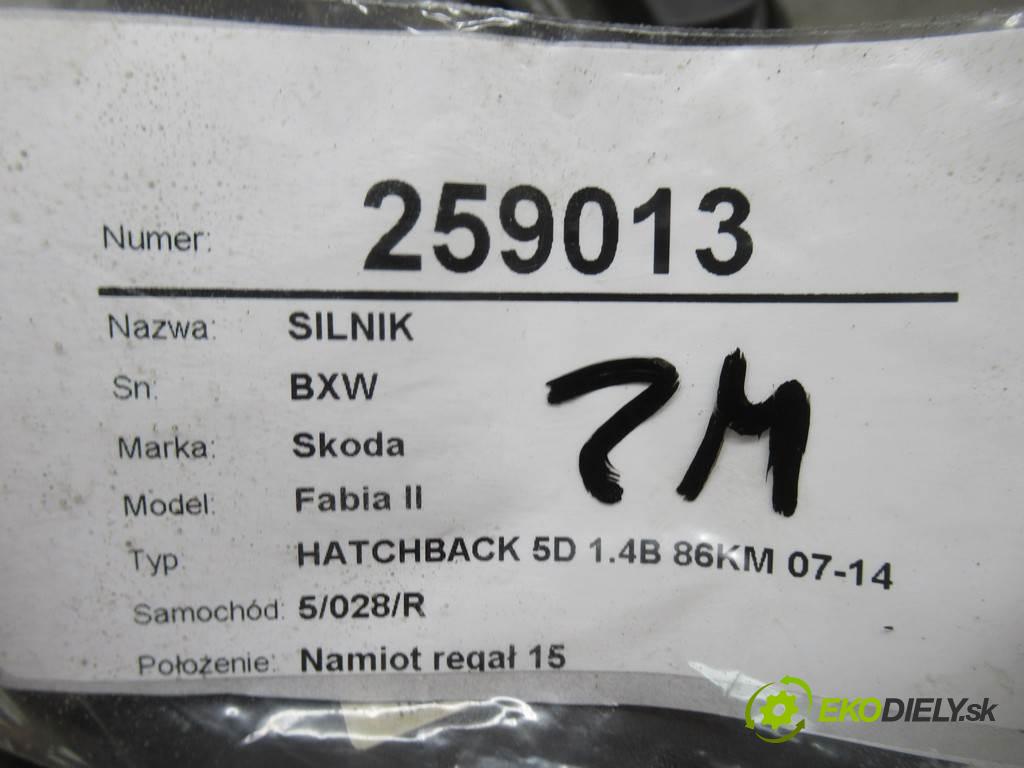 Numer: 259013
Nazwa: SILNIK
Sn: BXW
Marka: Skoda
Model: Fabia II
Typ HATCHBACK 5D 1.4B 86KM 07-14
Samochód: 5/028/R
Położenie: Namiot regał 15
EKODIELY.sk